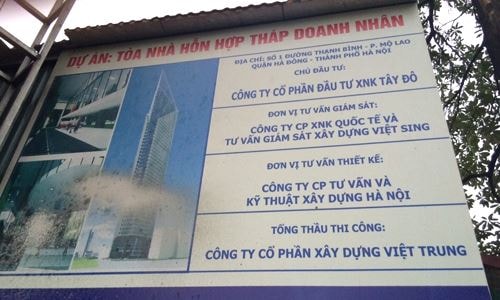 DỰ ÁN: TÒA NHÀ HỖN HỢP THÁP DOANH NHÂN
ĐỊA CHỈ: SỐ 1 ĐƯỜNG THANH BÌNH - P. MỘ LAO
QUẬN HÀ ĐÔNG - THÀNH PHỐ HÀ NỘI
CHỦ ĐẦU TƯ:
CÔNG TY CỔ PHẦN ĐẦU TƯ XNK TÂY ĐÔ
ĐƠN VỊ TƯ VẤN GIÁM SÁT:
CÔNG TY CP XNK QUỐC TẾ VÀ
TƯ VẤN GIÁM SÁT XÂY DỰNG VIỆT SING
ĐƠN VỊ TƯ VẤN THIẾT KẾ:
CÔNG TY CP TƯ VẤN VÀ
KỸ THUẬT XÂY DỰNG HÀ NỘI
TỔNG THẦU THI CÔNG:
CÔNG TY CỔ PHẦN XÂY DỰNG VIỆT TRUNG